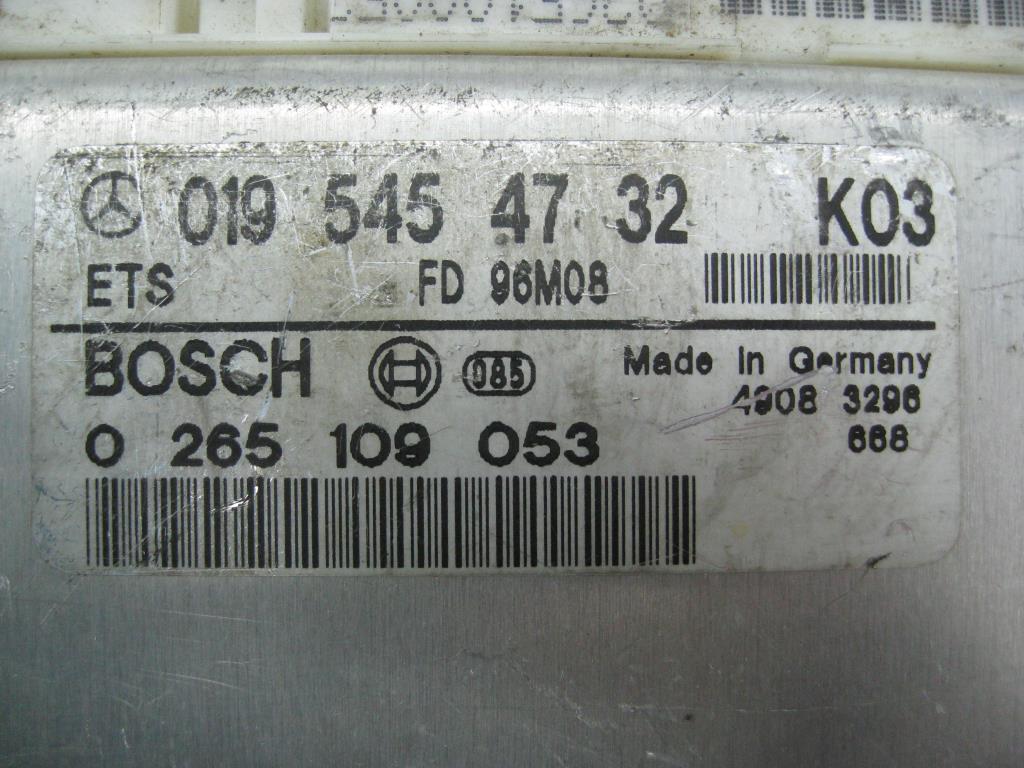 019 545 47 32 K03
ETS FD 96M08
BOSCH 085 Made in Germany
4908 3296
0 265 109 053 668